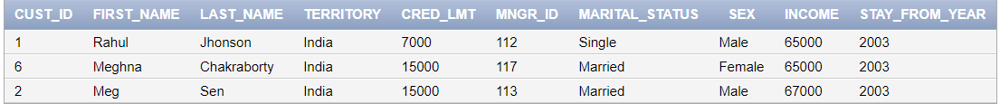 CUST_ID FIRST_NAME LAST_NAME TERRITORY CRED_LMT MNGR_ID MARITAL_STATUS SEX INCOME STAY_FROM_YEAR
1 Rahul Jhonson India 7000 112 Single Male 65000 2003
6 Meghna Chakraborty India 15000 117 Married Female 65000 2003
2 Meg Sen India 15000 113 Married Male 67000 2003